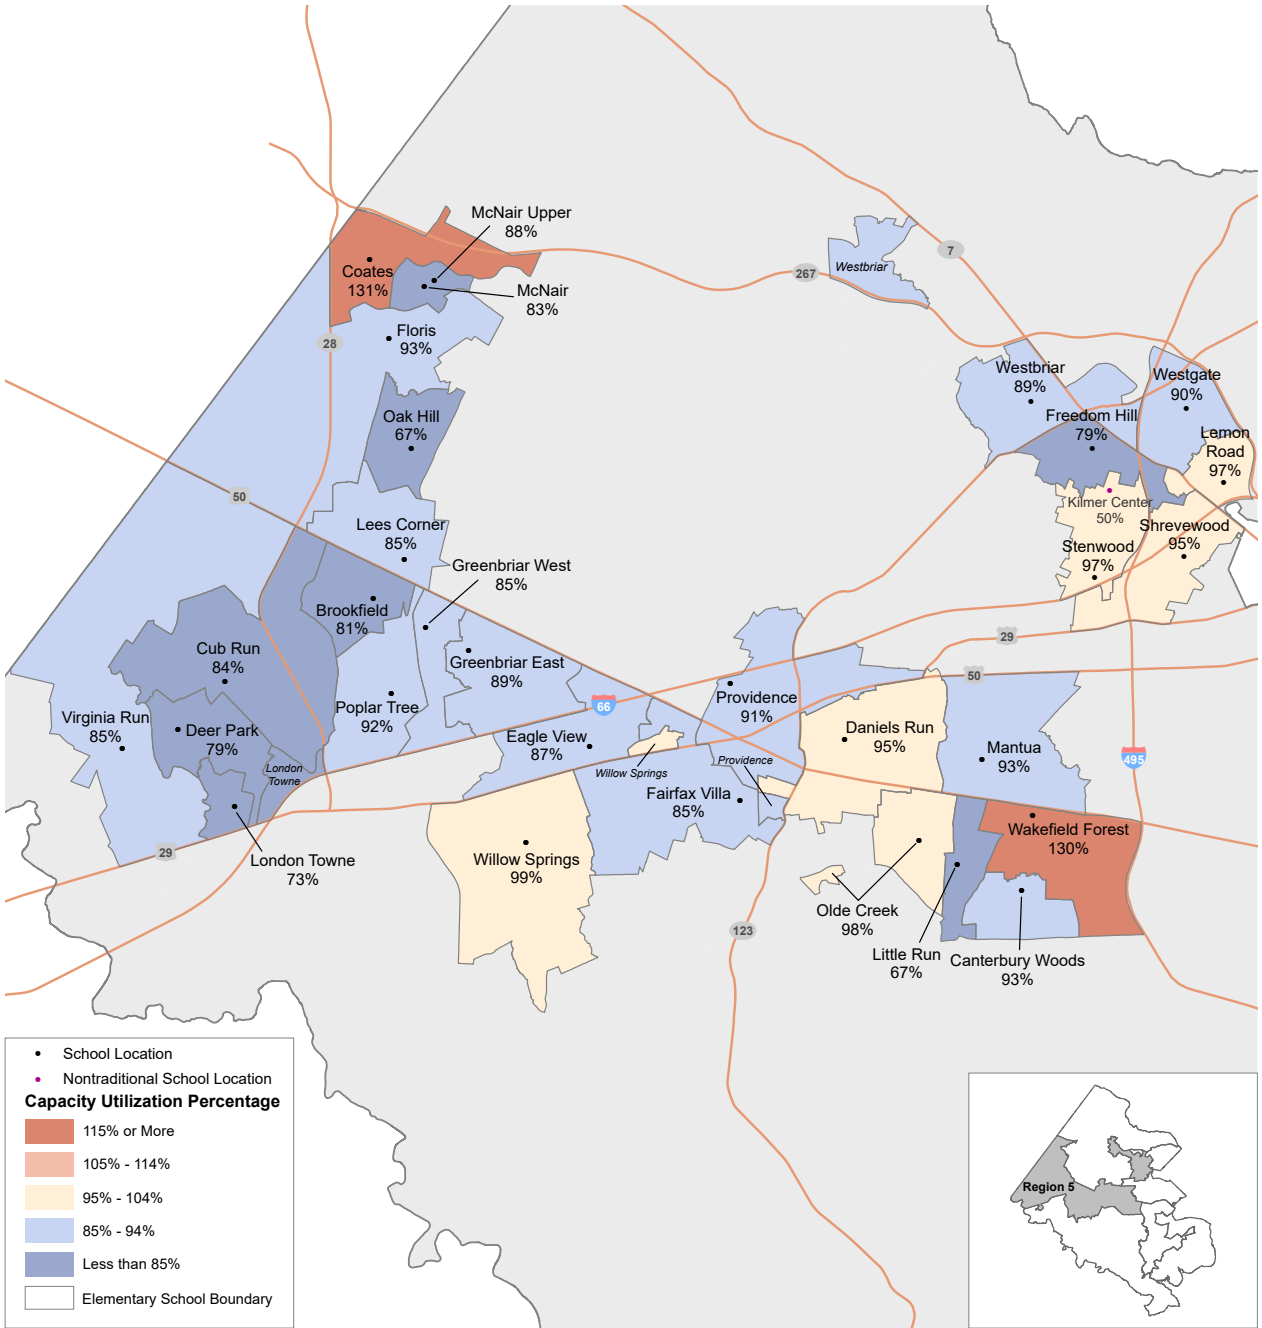 McNair Upper
88%
Coates
131%
McNair
83%
Floris
93%
28
267
7
Westbriar
Westbriar
89%
Westgate
90%
Freedom Hill
79%
Lemon
Road
97%
Kilmer Center
50%
Shrevewood
95%
Stenwood
97%
Oak Hill
67%
50
Lees Corner
85%
Greenbriar West
85%
Brookfield
81%
Cub Run
84%
Greenbriar East
89%
29
50
66
Poplar Tree
92%
Providence
91%
Virginia Run
85%
Deer Park
79%
London
Towne
Eagle View
87%
Willow Springs
Providence
Daniels Run
95%
Mantua
93%
495
Fairfax Villa
85%
29
London Towne
73%
Willow Springs
99%
Wakefield Forest
130%
Olde Creek
98%
123
Little Run
67%
Canterbury Woods
93%
School Location
Nontraditional School Location
Capacity Utilization Percentage
115% or More
105% - 114%
95% - 104%
85% - 94%
Less than 85%
Elementary School Boundary
Region 5